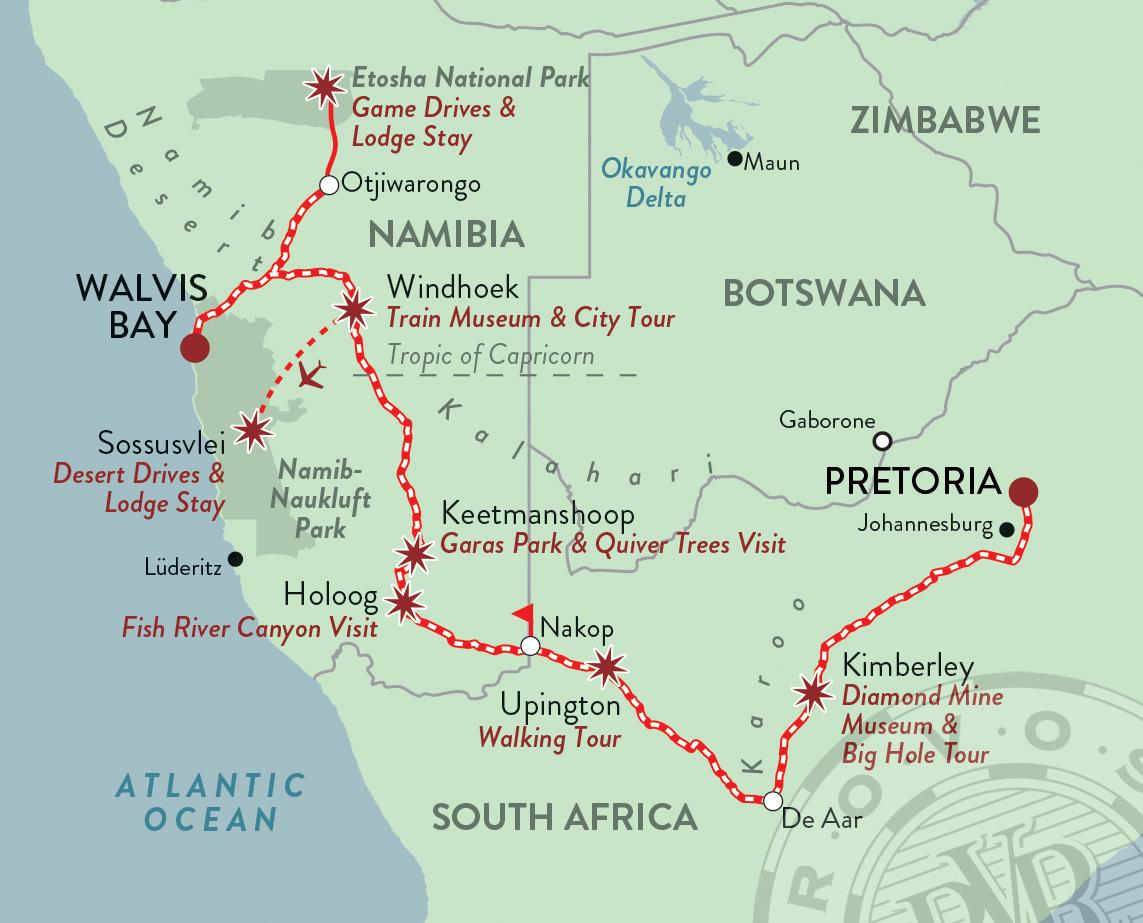 Etosha National Park
Game Drives &
Lodge Stay
ZIMBABWE
Okavango
Delta
Maun
Namib
Desert
Otjiwarongo
NAMIBIA
WALVIS
BAY
Windhoek
Train Museum & City Tour
BOTSWANA
Tropic of Capricorn
Kalahari
Gaborone
Sossusvlei
Desert Drives &
Lodge Stay
Namib-
Naukluft
Park
PRETORIA
Johannesburg
Keetmanshoop
Garas Park & Quiver Trees Visit
Lüderitz
Holoog
Fish River Canyon Visit
Nakop
Karoo
Upington
Walking Tour
Kimberley
Diamond Mine
Museum &
Big Hole Tour
ATLANTIC
OCEAN
SOUTH AFRICA
De Aar
R·O·V·O·S